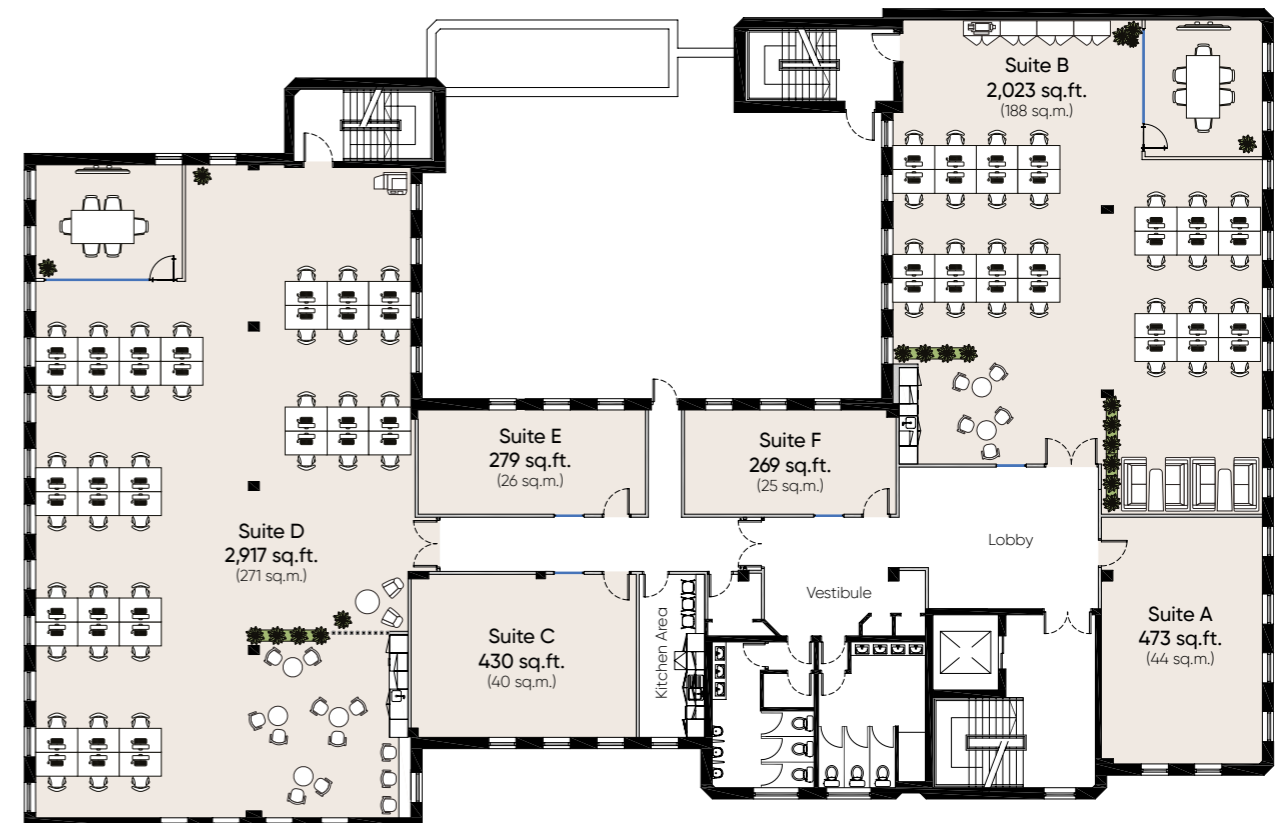 Suite B
2,023 sq.ft.
(188 sq.m.)
Suite E
279 sq.ft.
(26 sq.m.)
Suite F
269 sq.ft.
(25 sq.m.)
Suite D
2,917 sq.ft.
(271 sq.m.)
Lobby
Vestibule
Suite C
430 sq.ft.
(40 sq.m.)
Kitchen Area
Suite A
473 sq.ft.
(44 sq.m.)